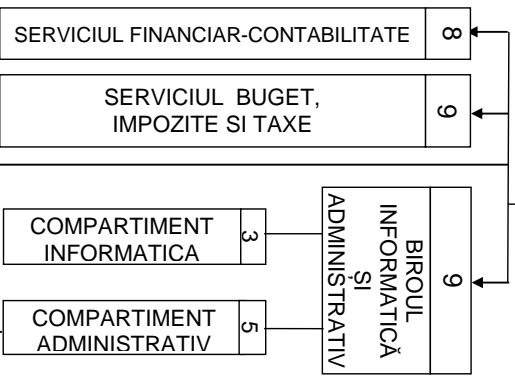 SERVICIUL FINANCIAR-CONTABILITATE
8
SERVICIUL BUGET,
IMPOZITE SI TAXE
9
BIROUL
INFORMATICĂ
ȘI
ADMINISTRATIV
9
COMPARTIMENT
INFORMATICA
3
COMPARTIMENT
ADMINISTRATIV
5